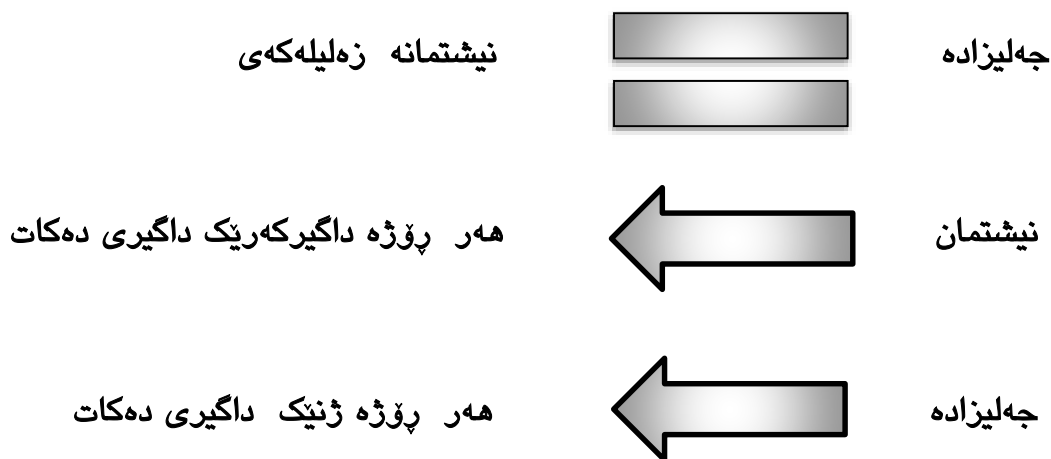 جەلیزادە نیشتمانە زەلیلەکەی
نیشتمان هەر ڕۆژە داگیرکەرێک داگیری دەکات
جەلیزادە هەر ڕۆژە ژنێک داگیری دەکات